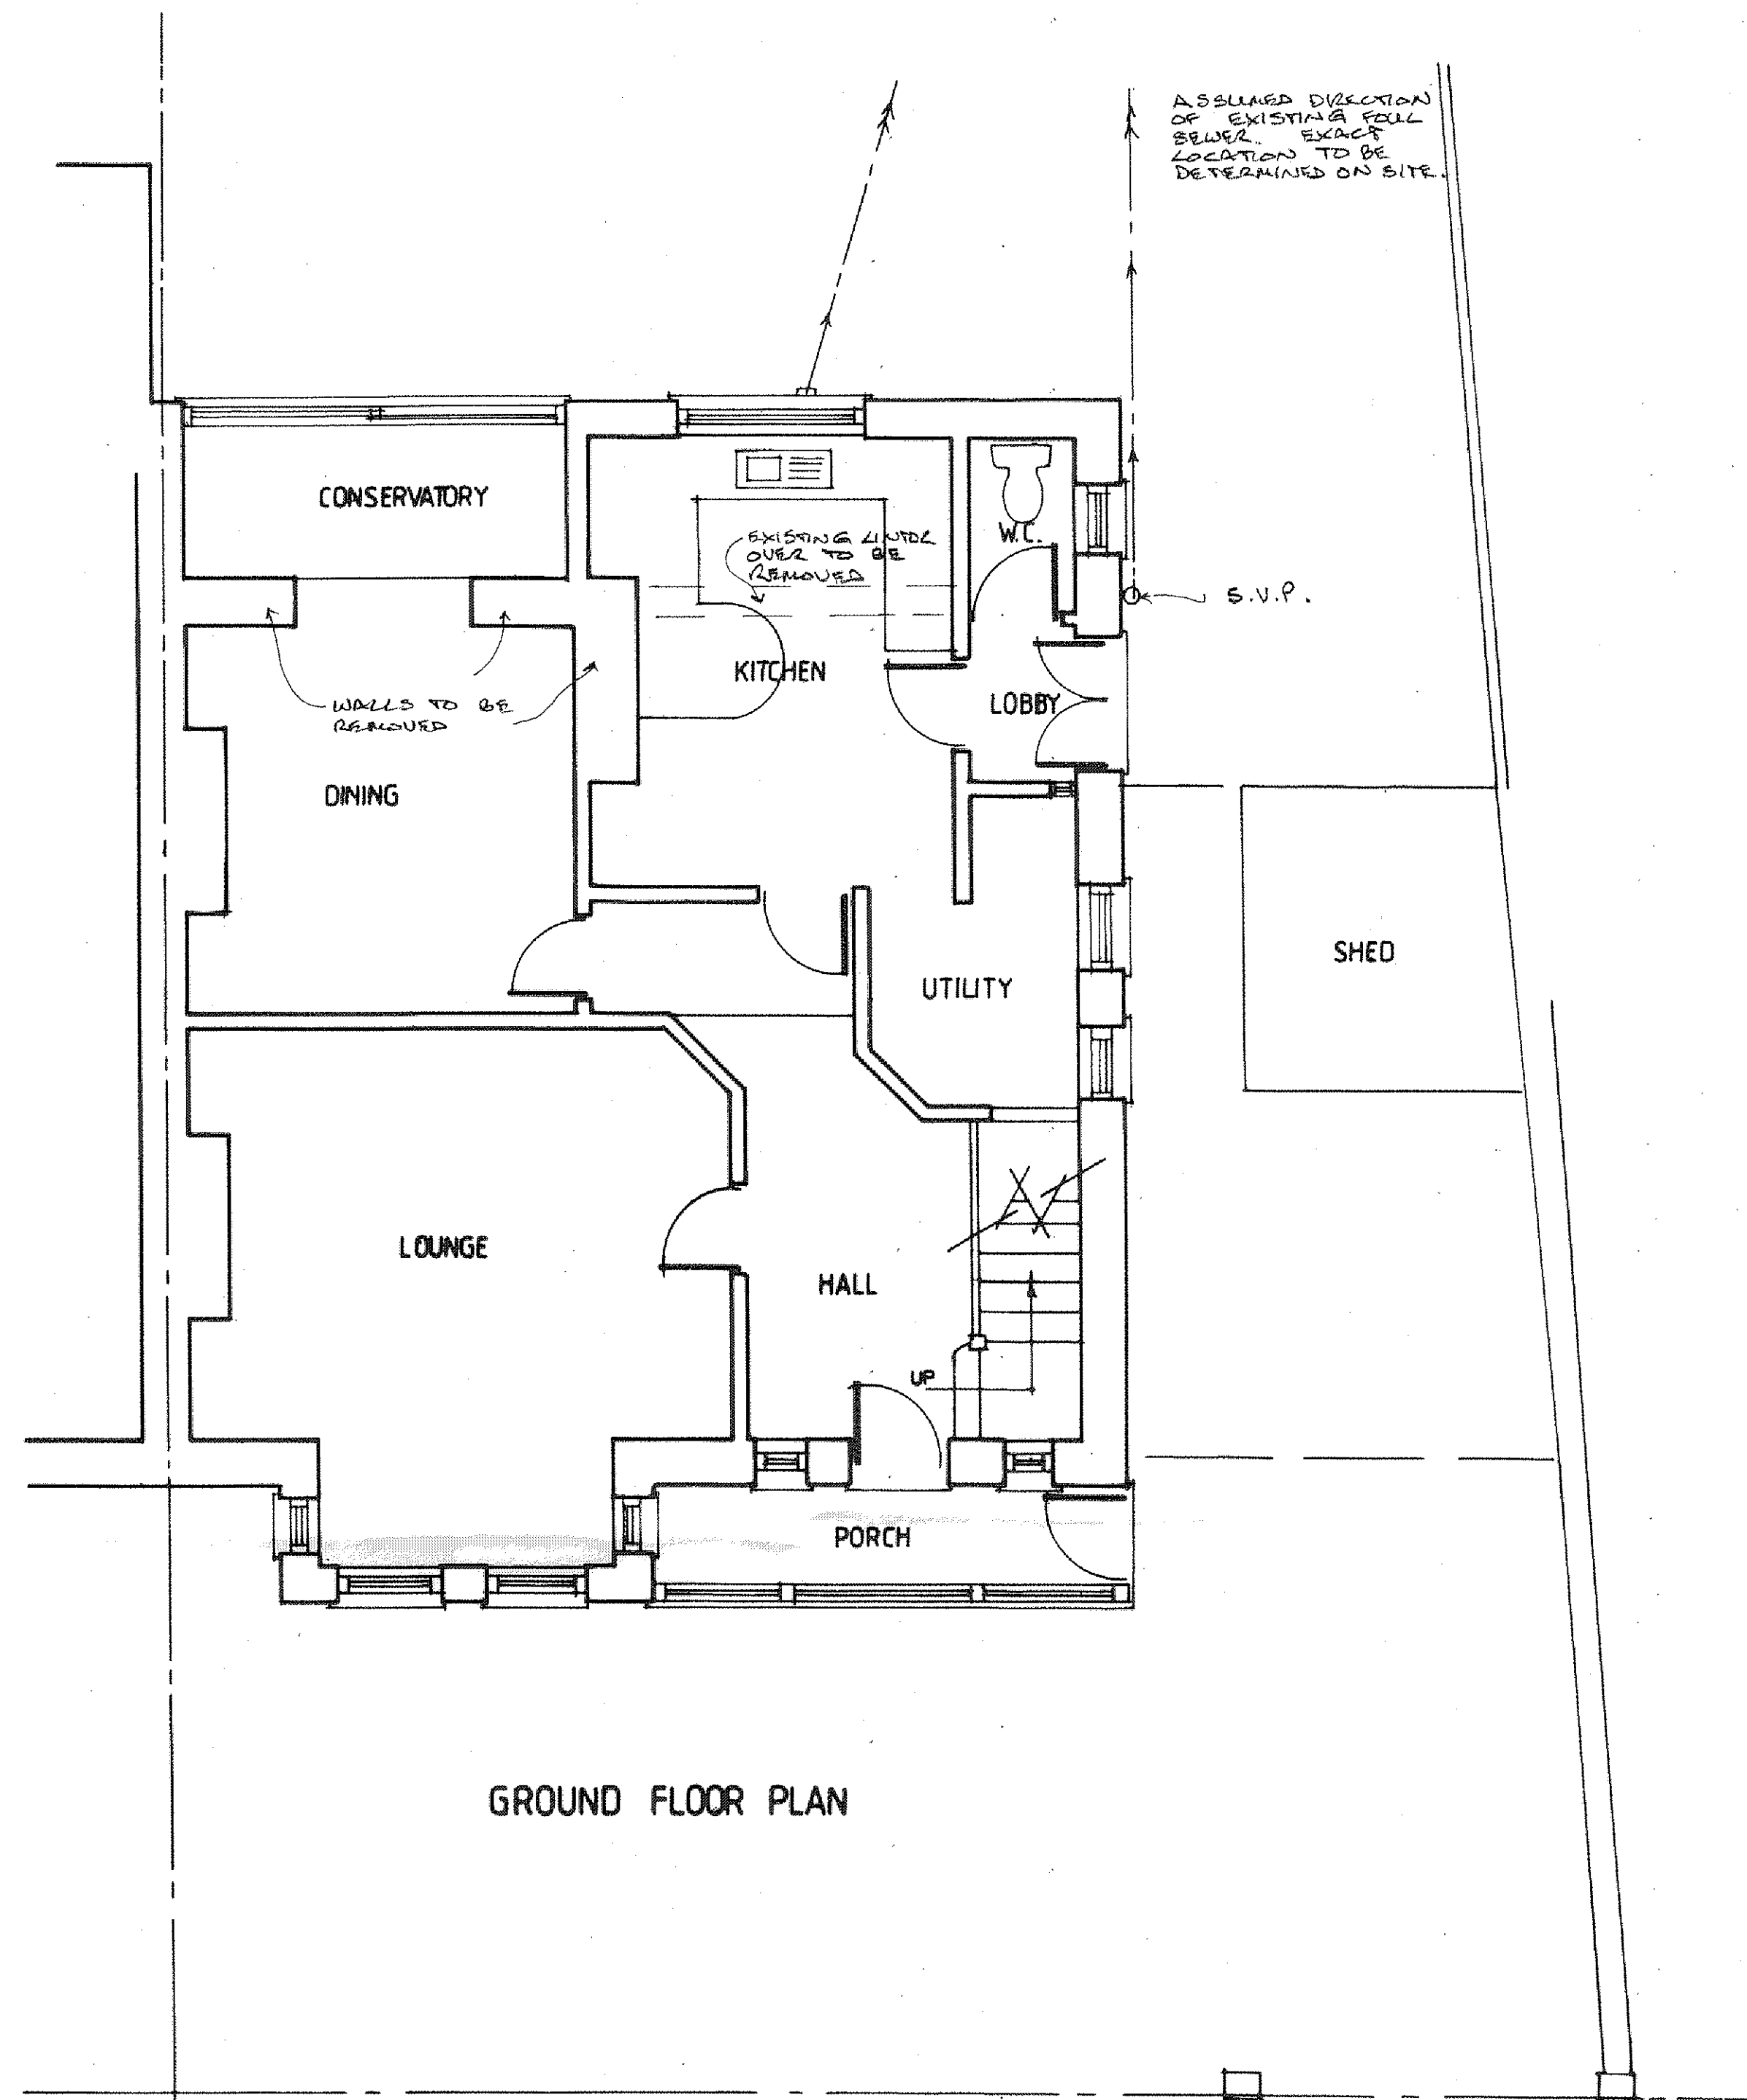 ASSUMED DIRECTION
OF EXISTING FOUL
SEWER. EXACT
LOCATION TO BE
DETERMINED ON SITE.
CONSERVATORY
EXISTING LINTOL
OVER TO BE
REMOVED
W.C.
S.V.P.
KITCHEN
LOBBY
WALLS TO BE
REMOVED
DINING
SHED
UTILITY
LOUNGE
HALL
UP
PORCH
GROUND FLOOR PLAN